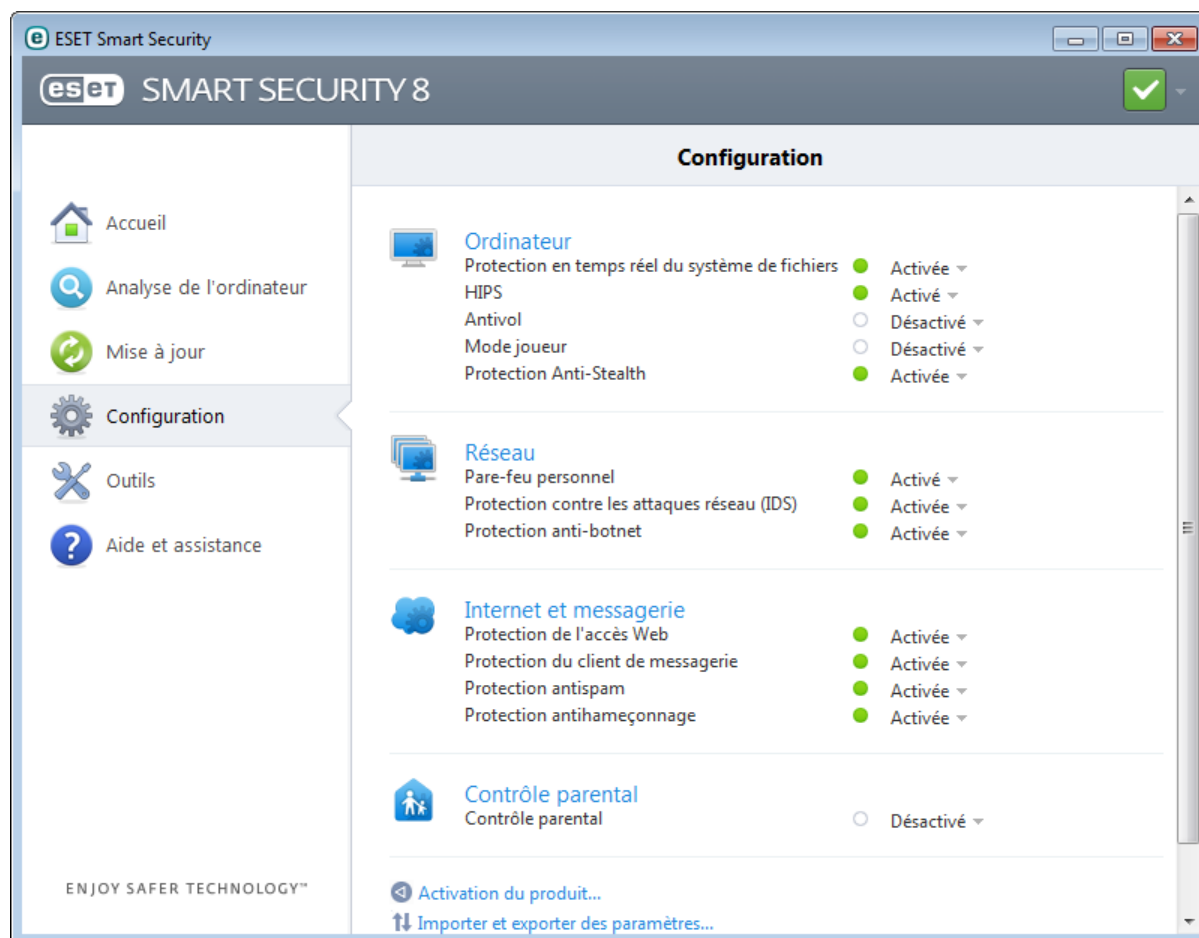 ESET Smart Security
eset SMART SECURITY 8
Configuration
Accueil
Analyse de l'ordinateur
Mise à jour
Configuration
Outils
Aide et assistance
ENJOY SAFER TECHNOLOGY™
Ordinateur
Protection en temps réel du système de fichiers Activée
HIPS Activé
Antivol Désactivé
Mode joueur Désactivé
Protection Anti-Stealth Activée
Réseau
Pare-feu personnel Activé
Protection contre les attaques réseau (IDS) Activée
Protection anti-botnet Activée
Internet et messagerie
Protection de l'accès Web Activée
Protection du client de messagerie Activée
Protection antispam Activée
Protection antihameçonnage Activée
Contrôle parental
Contrôle parental Désactivé
Activation du produit...
Importer et exporter des paramètres...